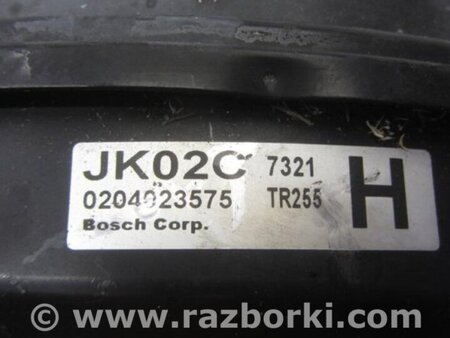 JK02C 7321 H
0204023575 TR255
Bosch Corp.
© www.razborki.com